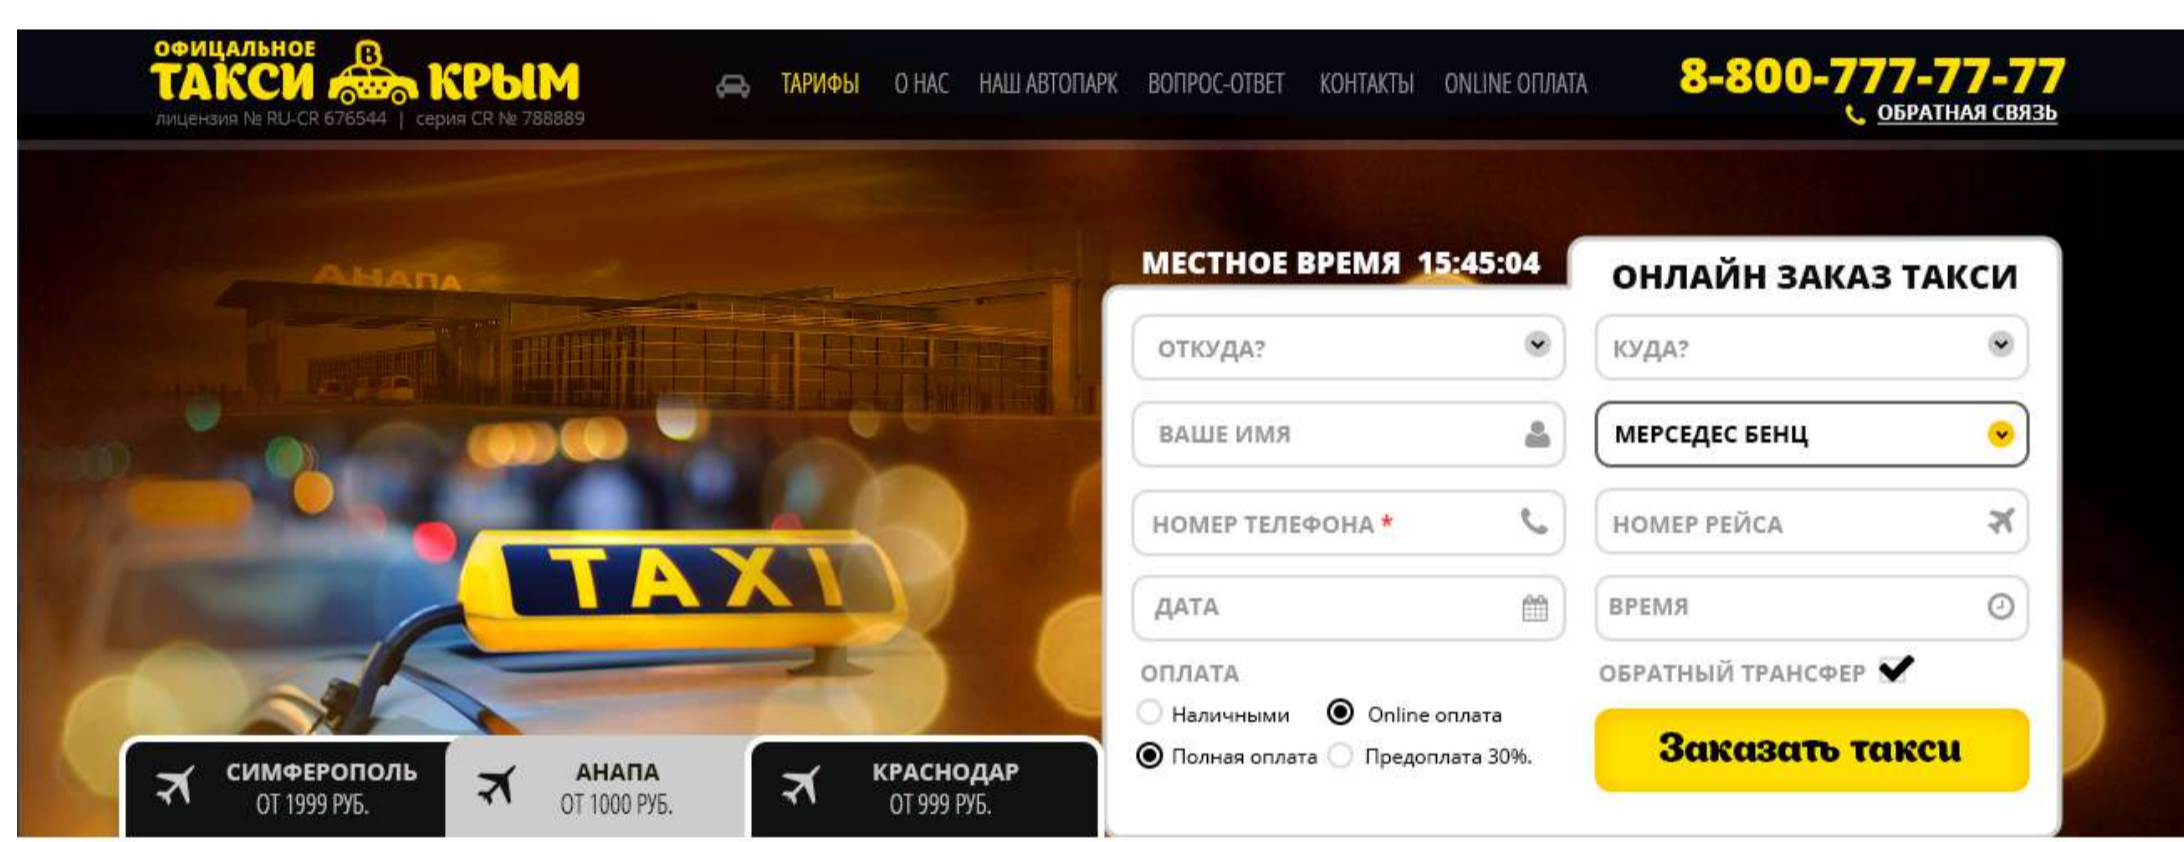 ОФИЦАЛЬНОЕ
ТАКСИ В КРЫМ
лицензия № RU-CR 676544 | серия CR № 788889
ТАРИФЫ О НАС НАШ АВТОПАРК ВОПРОС-ОТВЕТ КОНТАКТЫ ONLINE ОПЛАТА
8-800-777-77-77
ОБРАТНАЯ СВЯЗЬ
АНАПА
TAXI
МЕСТНОЕ ВРЕМЯ 15:45:04
ОНЛАЙН ЗАКАЗ ТАКСИ
ОТКУДА?
КУДА?
ВАШЕ ИМЯ
МЕРСЕДЕС БЕНЦ
НОМЕР ТЕЛЕФОНА *
НОМЕР РЕЙСА
ДАТА
ВРЕМЯ
ОПЛАТА
ОБРАТНЫЙ ТРАНСФЕР
Наличными Online оплата
Полная оплата Предоплата 30%.
Заказать такси
СИМФЕРОПОЛЬ
ОТ 1999 РУБ.
АНАПА
ОТ 1000 РУБ.
КРАСНОДАР
ОТ 999 РУБ.